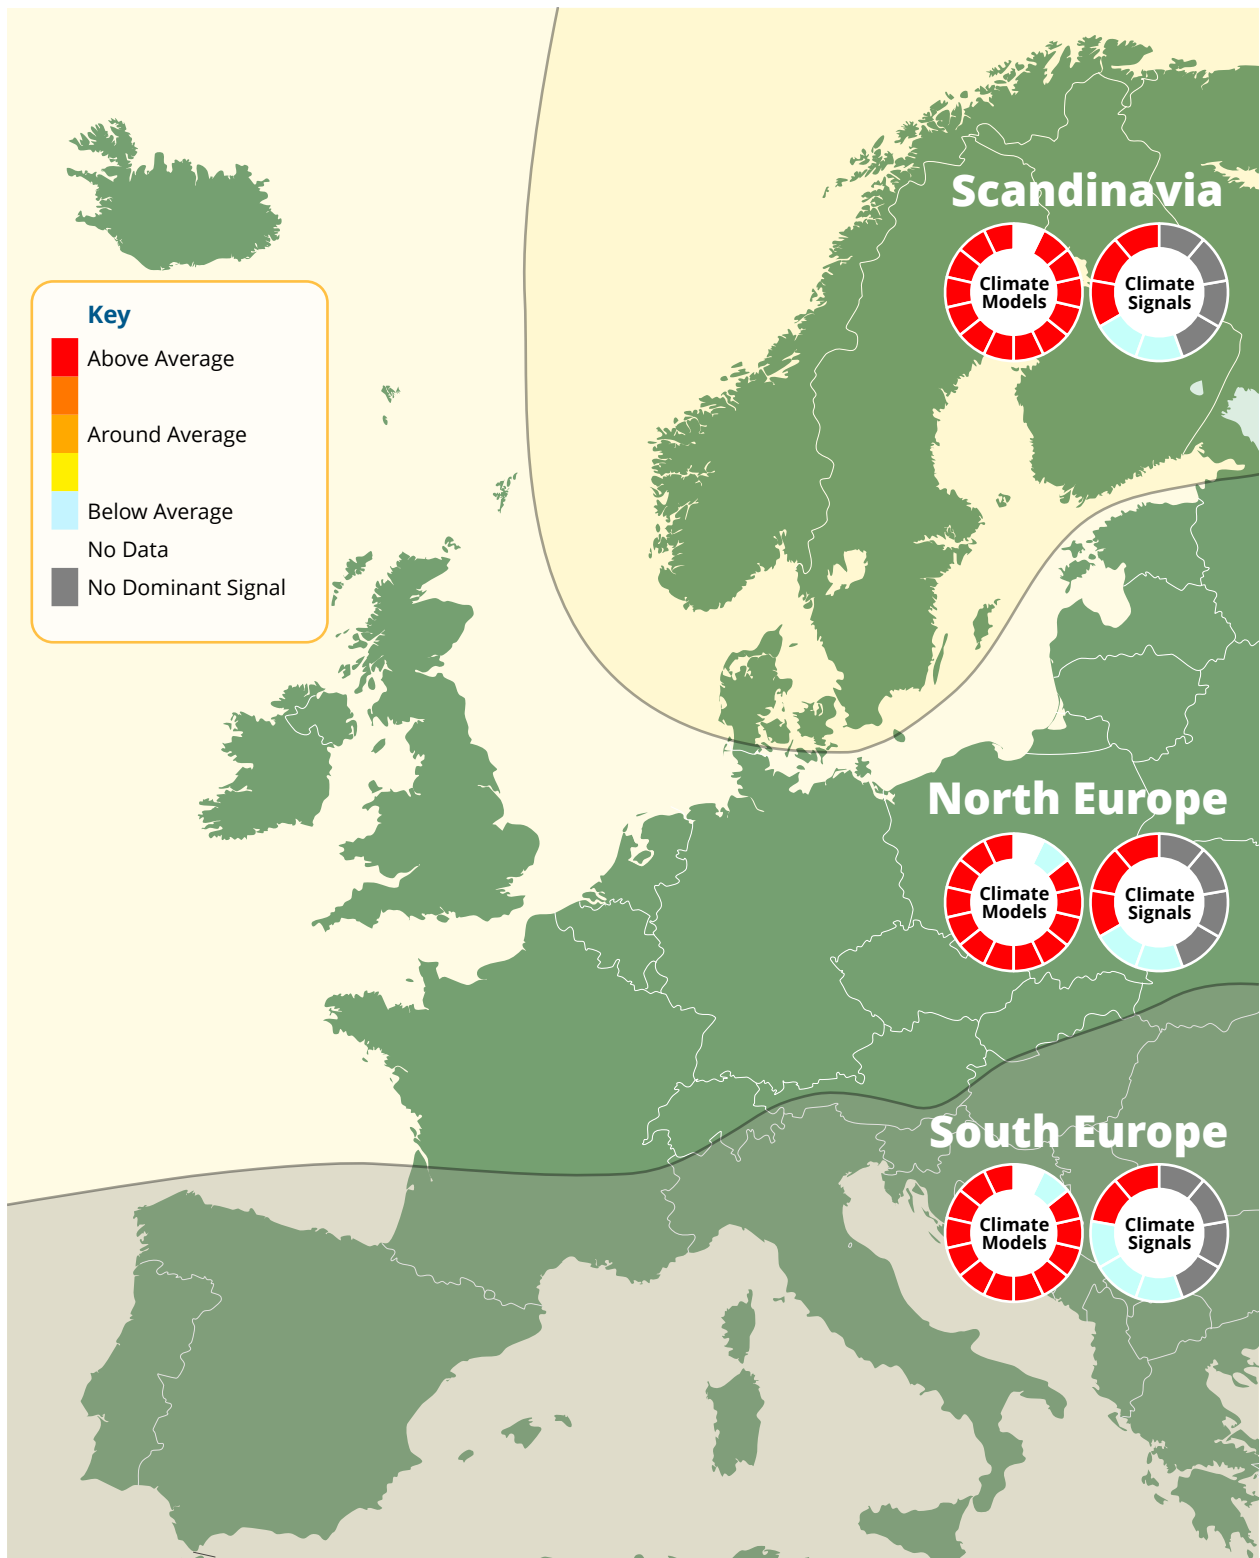 Scandinavia
Climate
Models
Climate
Signals
Key
Above Average
Around Average
Below Average
No Data
No Dominant Signal
North Europe
Climate
Models
Climate
Signals
South Europe
Climate
Models
Climate
Signals